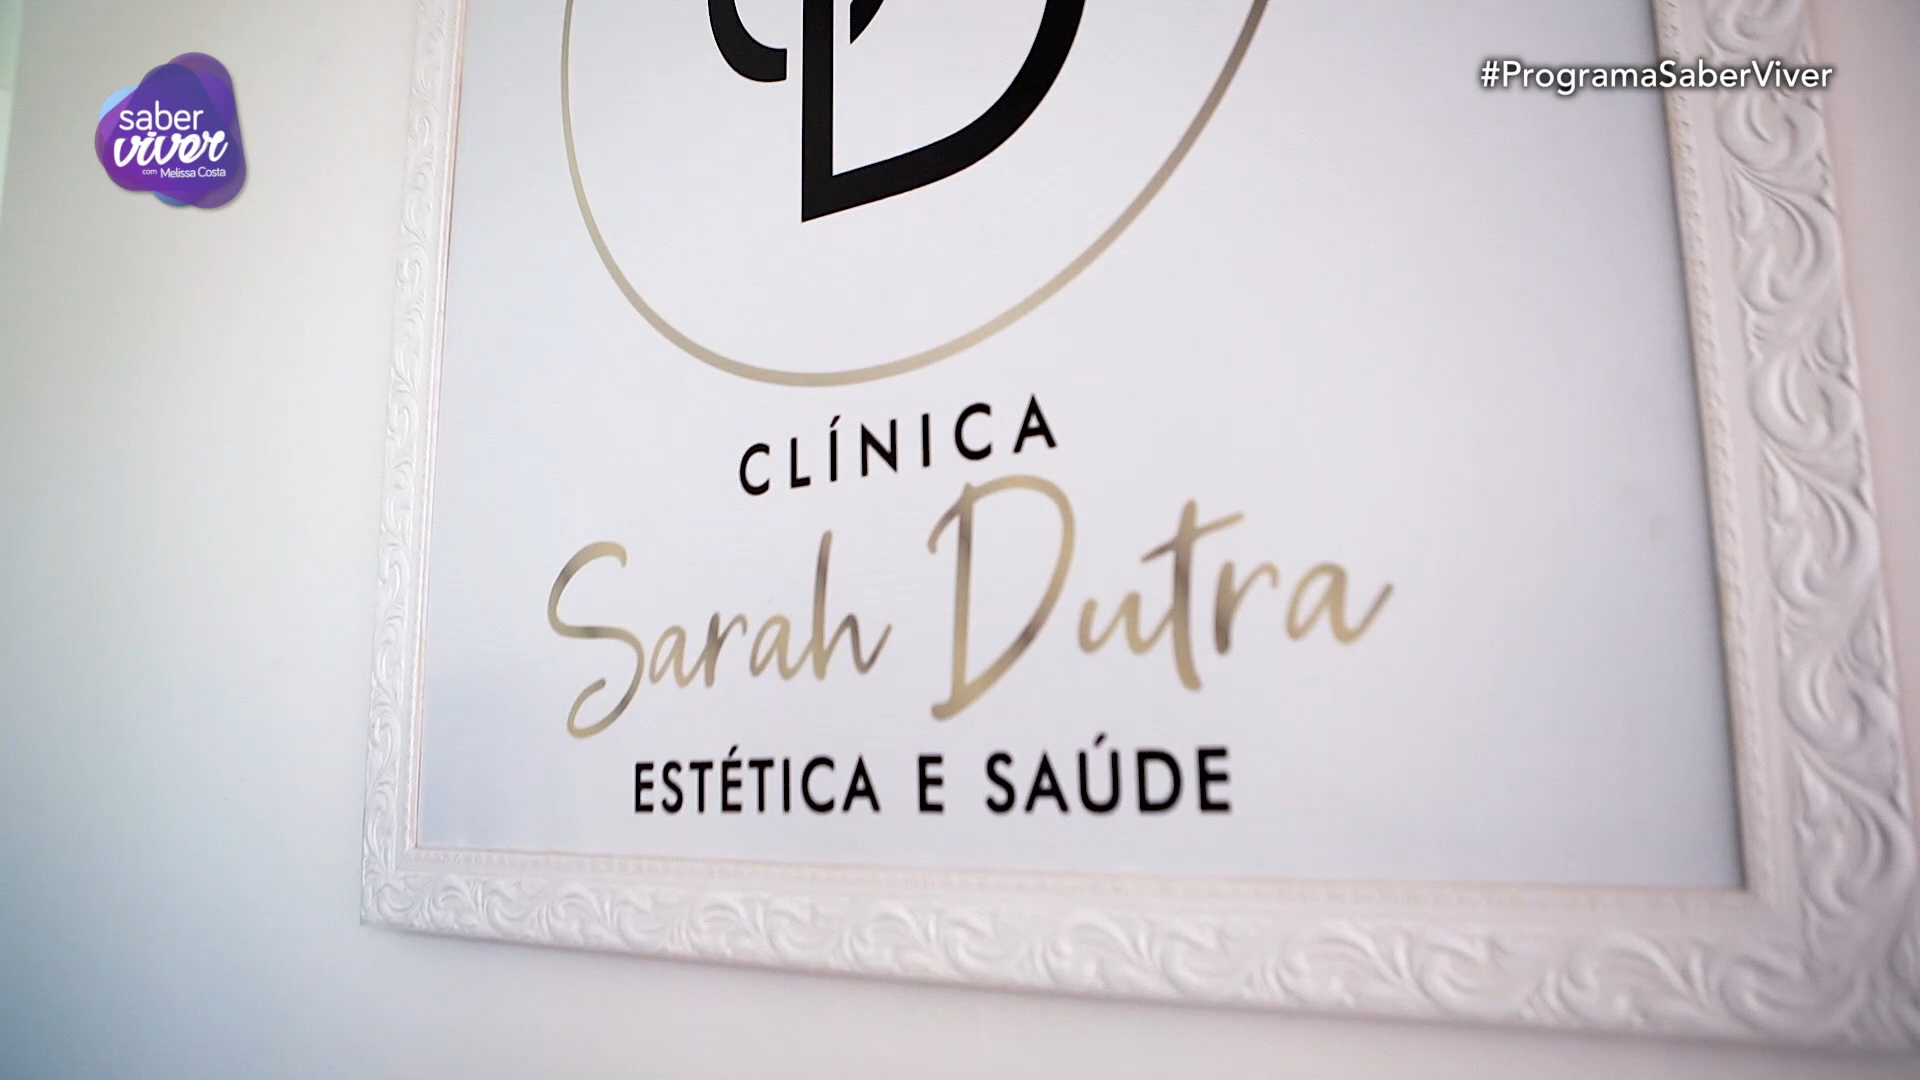 saber
viver
com Melissa Costa
#ProgramaSaberViver
CLÍNICA
Sarah Dutra
ESTÉTICA E SAÚDE